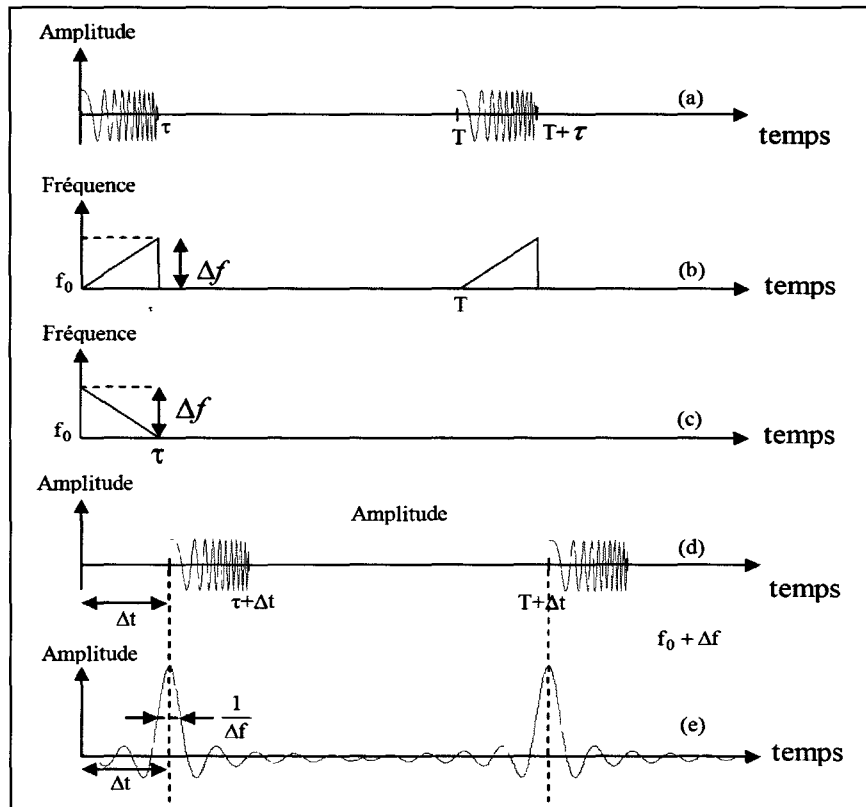 Amplitude
(a)
τ
T
T+ τ
temps
Fréquence
Δf
f₀
(b)
T
temps
Fréquence
Δf
f₀
(c)
τ
temps
Amplitude
Amplitude
(d)
temps
Δt
τ+Δt
T+Δt
f₀ + Δf
Amplitude
1
Δf
(e)
temps
Δt